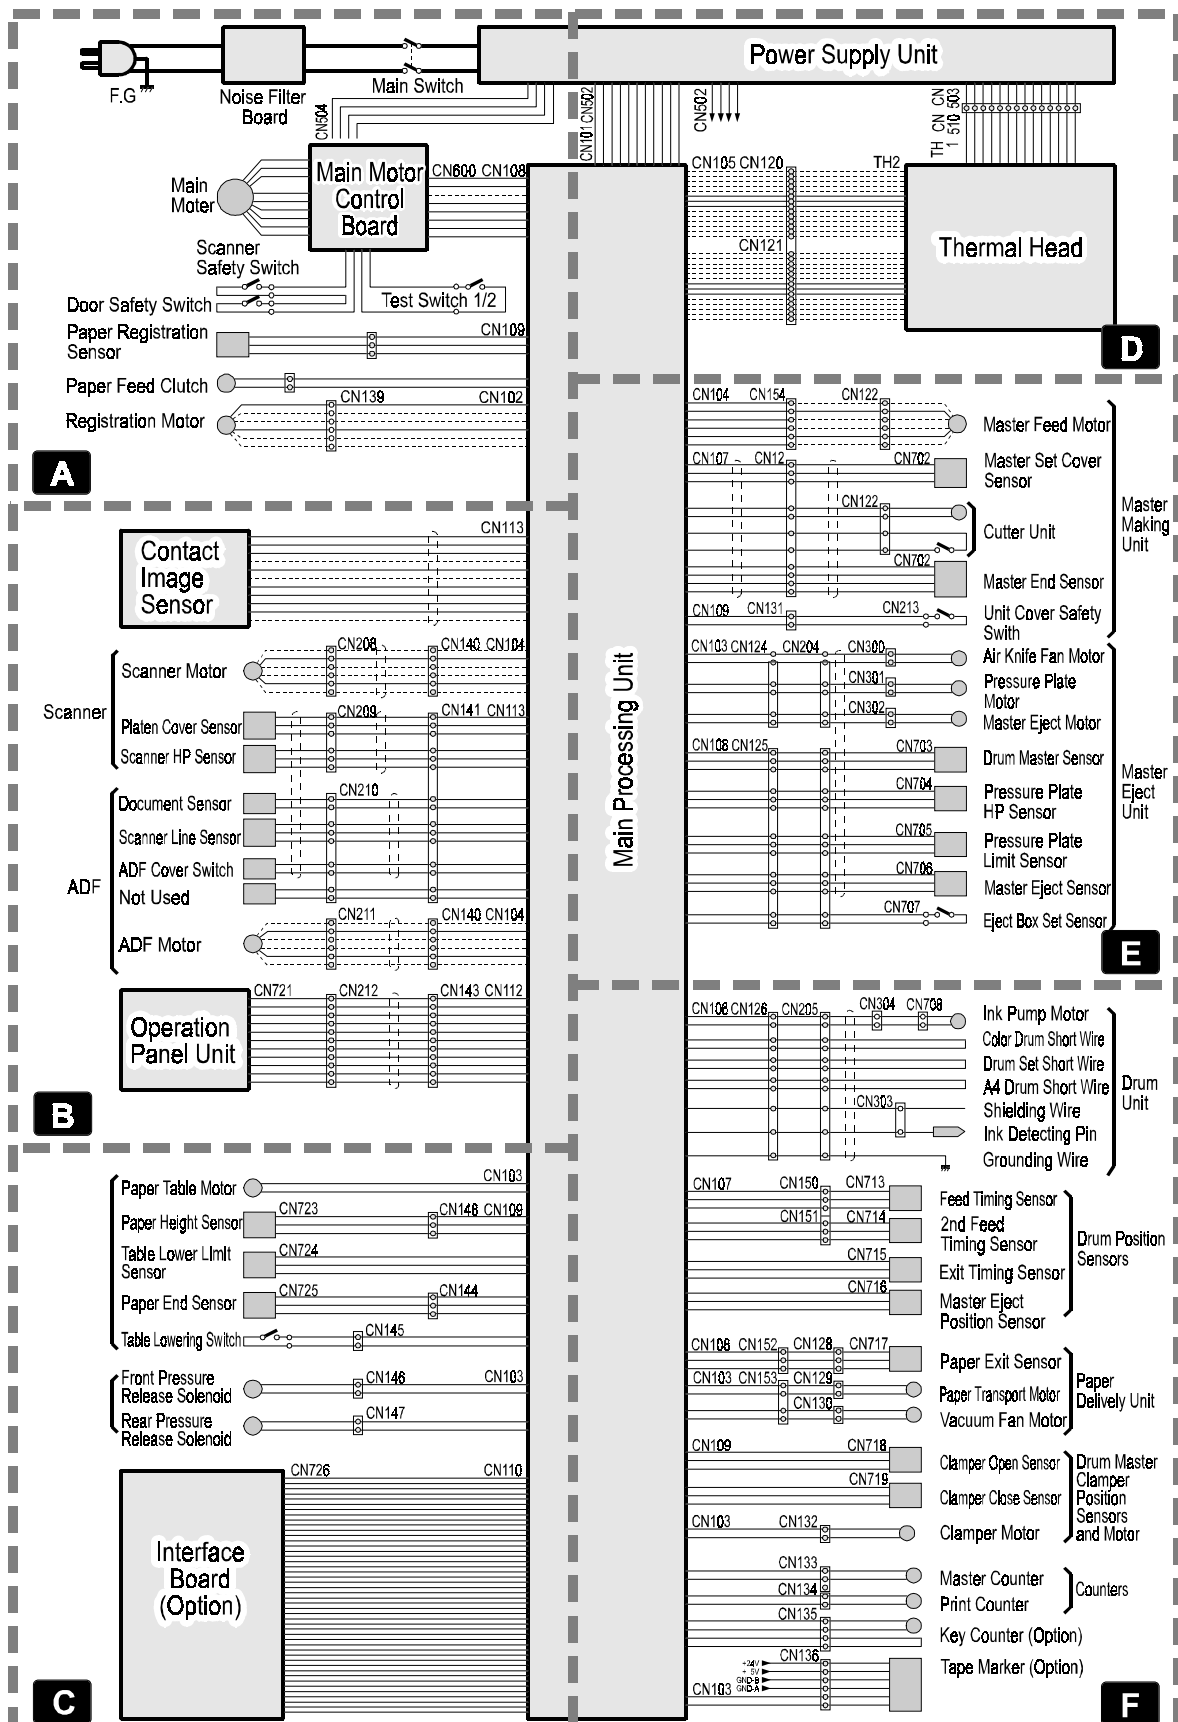 Power Supply Unit
F.G
Noise Filter
Board
Main Switch
CN504
CN101 CN502
CN502
TH CN CN
1 510 503
Main
Moter
Main Motor
Control
Board
CN600 CN108
CN105 CN120
TH2
CN121
Thermal Head
Scanner
Safety Switch
Door Safety Switch
Test Switch 1/2
Paper Registration
Sensor
CN109
Paper Feed Clutch
CN139
CN102
Registration Motor
A
D
Main Processing Unit
CN104 CN154 CN122
Master Feed Motor
CN107 CN12 CN702
Master Set Cover
Sensor
CN122
Cutter Unit
CN702
Master End Sensor
CN109 CN131 CN213
Unit Cover Safety
Swith
Master
Making
Unit
CN103 CN124 CN204 CN300
Air Knife Fan Motor
CN301
Pressure Plate
Motor
CN302
Master Eject Motor
CN108 CN125 CN703
Drum Master Sensor
CN704
Pressure Plate
HP Sensor
CN705
Pressure Plate
Limit Sensor
CN706
Master Eject Sensor
CN707
Eject Box Set Sensor
Master
Eject
Unit
E
Contact
Image
Sensor
CN113
Scanner
Scanner Motor
CN208 CN140 CN104
Platen Cover Sensor
CN209 CN141 CN113
Scanner HP Sensor
ADF
Document Sensor
CN210
Scanner Line Sensor
ADF Cover Switch
Not Used
CN211 CN140 CN104
ADF Motor
Operation
Panel Unit
CN721 CN212 CN143 CN112
B
CN106 CN126 CN205 CN304 CN708
Ink Pump Motor
Color Drum Short Wire
Drum Set Short Wire
A4 Drum Short Wire
CN303
Shielding Wire
Ink Detecting Pin
Grounding Wire
Drum
Unit
CN107 CN150 CN713
Feed Timing Sensor
CN151 CN714
2nd Feed
Timing Sensor
CN715
Exit Timing Sensor
CN716
Master Eject
Position Sensor
Drum Position
Sensors
CN106 CN152 CN128 CN717
Paper Exit Sensor
CN103 CN153 CN129
Paper Transport Motor
CN130
Vacuum Fan Motor
Paper
Delively Unit
CN109 CN718
Clamper Open Sensor
CN719
Clamper Close Sensor
CN103 CN132
Clamper Motor
Drum Master
Clamper
Position
Sensors
and Motor
CN133
Master Counter
CN134
Print Counter
Counters
CN135
Key Counter (Option)
CN136
Tape Marker (Option)
+24V
+ 5V
GND-B
GND-A
CN103
F
Paper Table Motor
CN103
Paper Height Sensor
CN723 CN148 CN109
Table Lower LImIt
Sensor
CN724
Paper End Sensor
CN725 CN144
Table Lowering Switch
CN145
Front Pressure
Release Solenoid
CN146 CN103
Rear Pressure
Release Solenoid
CN147
CN726 CN110
Interface
Board
(Option)
C